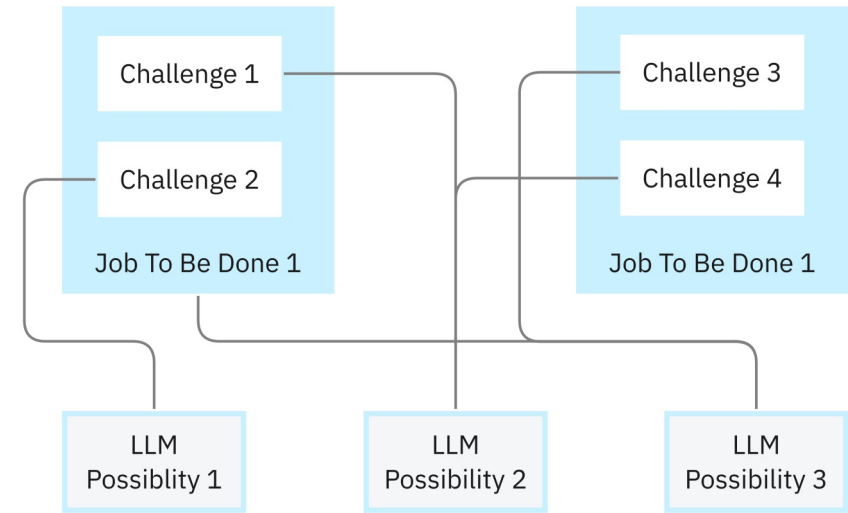 Challenge 1
Challenge 2
Job To Be Done 1
Challenge 3
Challenge 4
Job To Be Done 1
LLM
Possiblity 1
LLM
Possibility 2
LLM
Possibility 3